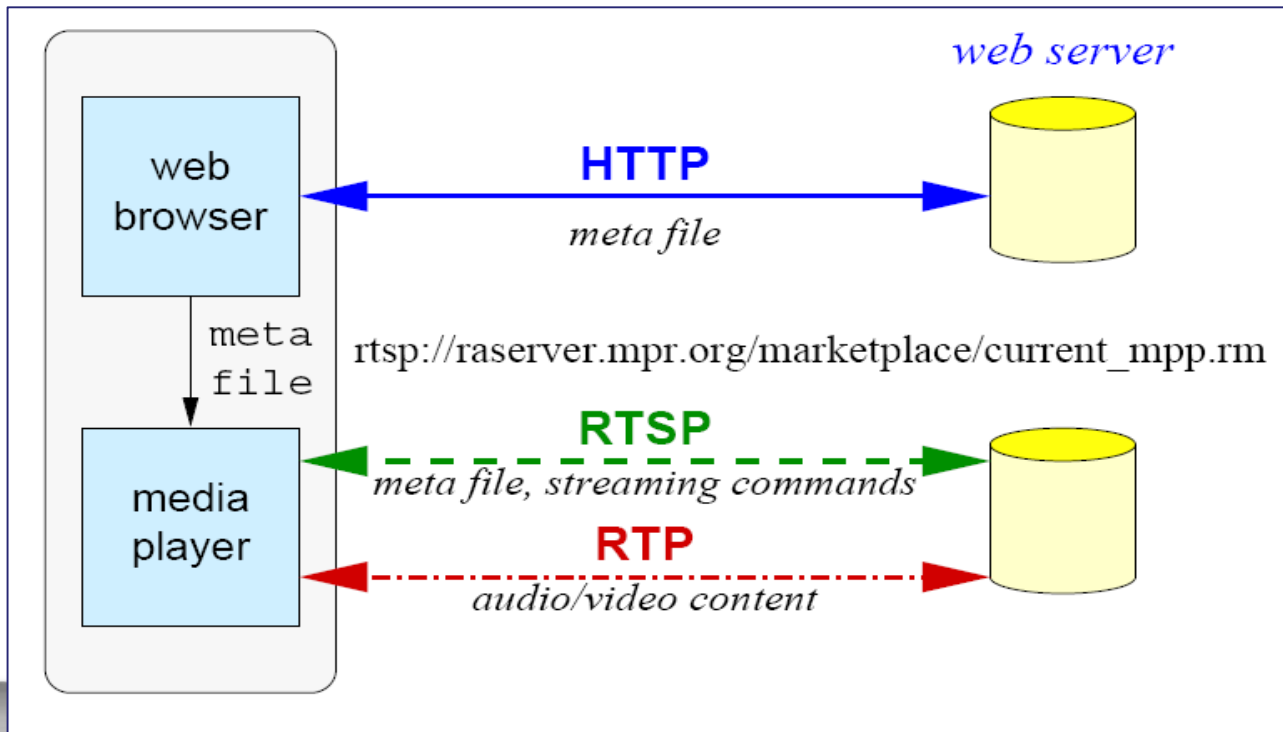 web server
web
browser
HTTP
meta file
meta
file
rtsp://raserver.mpr.org/marketplace/current_mpp.rm
RTSP
meta file, streaming commands
media
player
RTP
audio/video content